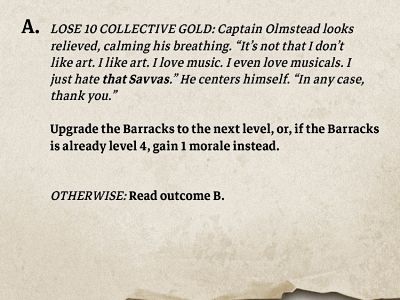 A. LOSE 10 COLLECTIVE GOLD: Captain Olmstead looks
relieved, calming his breathing. “It’s not that I don’t
like art. I like art. I love music. I even love musicals. I
just hate that Savvas.” He centers himself. “In any case,
thank you.”
Upgrade the Barracks to the next level, or, if the Barracks
is already level 4, gain 1 morale instead.
OTHERWISE: Read outcome B.